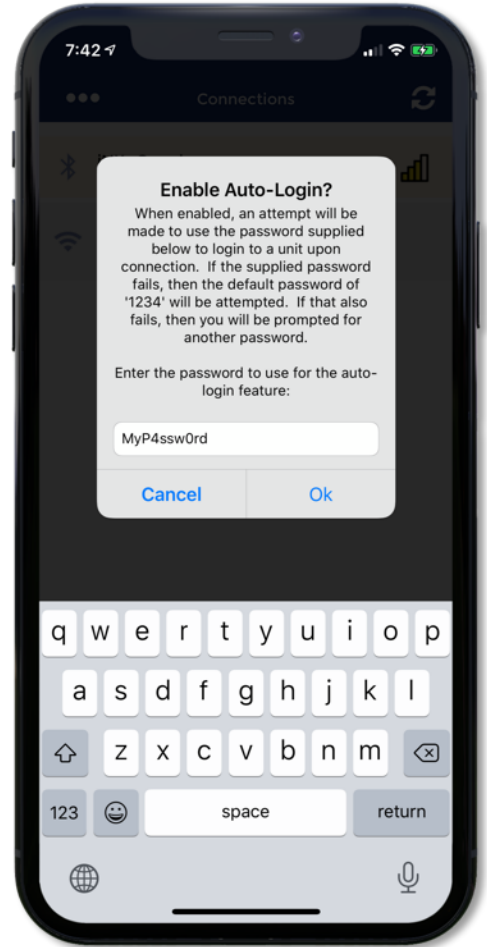 7:42
Connections
Enable Auto-Login?
When enabled, an attempt will be
made to use the password supplied
below to login to a unit upon
connection.  If the supplied password
fails, then the default password of
'1234' will be attempted.  If that also
fails, then you will be prompted for
another password.
Enter the password to use for the auto-
login feature:
MyP4ssw0rd
Cancel Ok
q w e r t y u i o p
a s d f g h j k l
z x c v b n m
123 space return